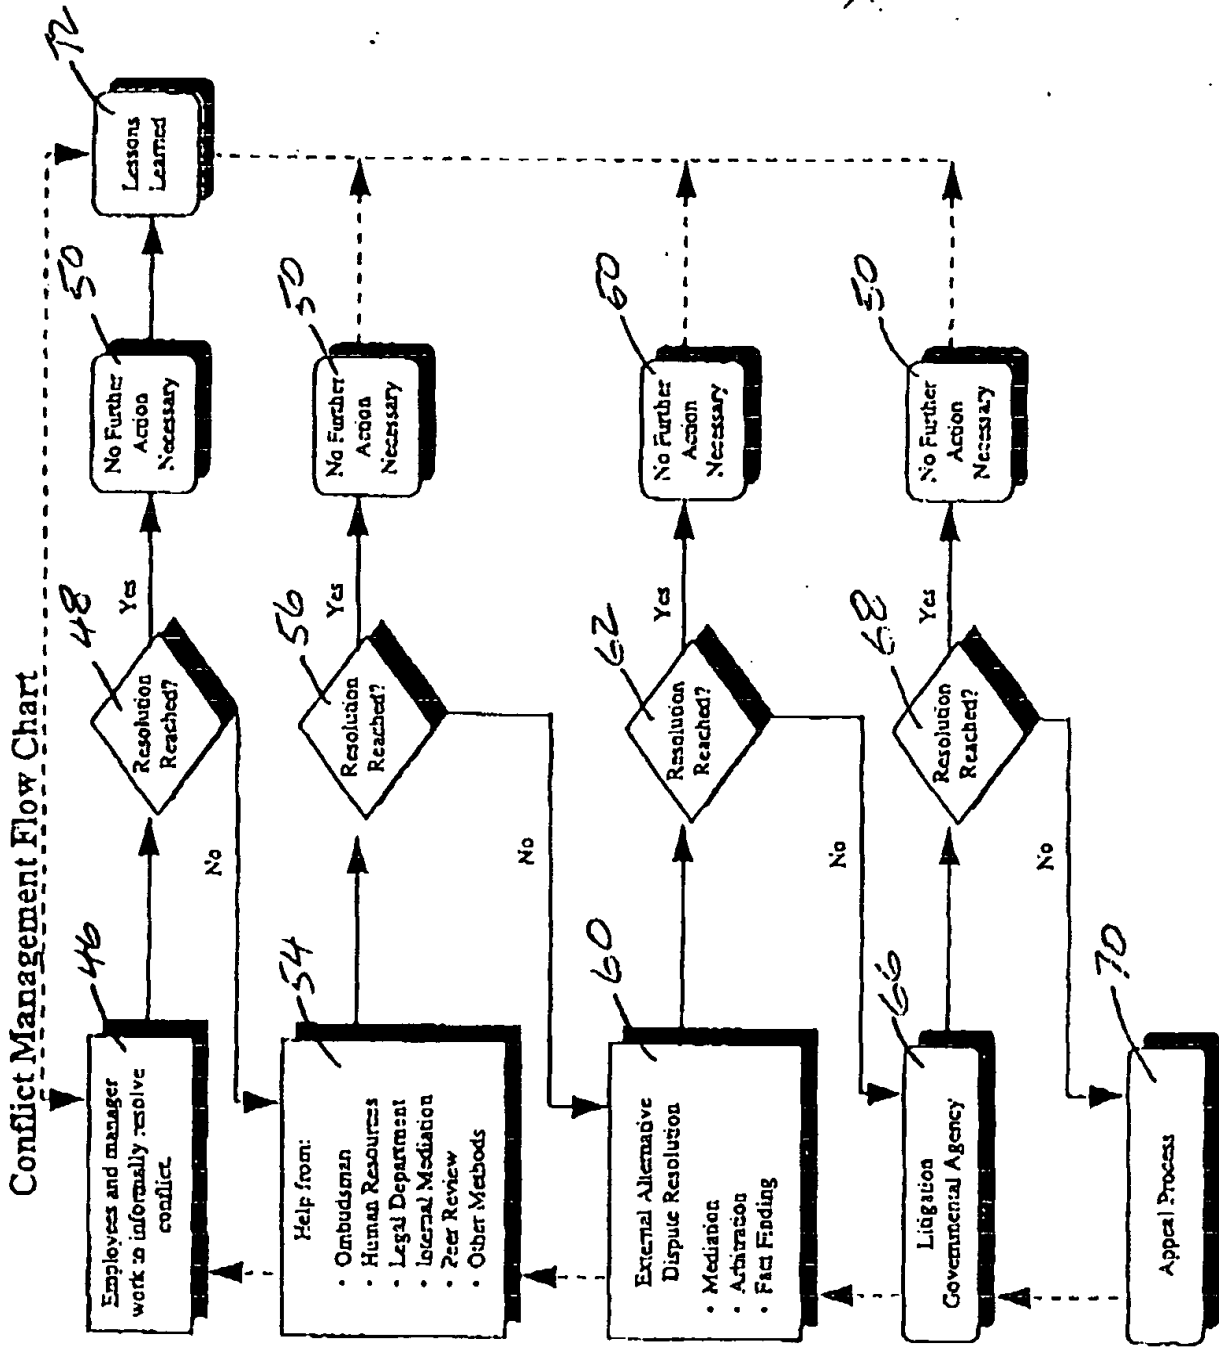 Conflict Management Flow Chart
Employees and manager
work to informally resolve
conflict.
46
Resolution
Reached?
48
Yes
No
No Further
Action
Necessary
50
Lessons
Learned
72
Help from:
· Ombudsman
· Human Resources
· Legal Department
· Internal Mediation
· Peer Review
· Other Methods
54
Resolution
Reached?
56
Yes
No
No Further
Action
Necessary
50
External Alternative
Dispute Resolution
· Mediation
· Arbitration
· Fact Finding
60
Resolution
Reached?
62
Yes
No
No Further
Action
Necessary
50
Litigation
Governmental Agency
66
Resolution
Reached?
68
Yes
No
No Further
Action
Necessary
50
Appeal Process
70